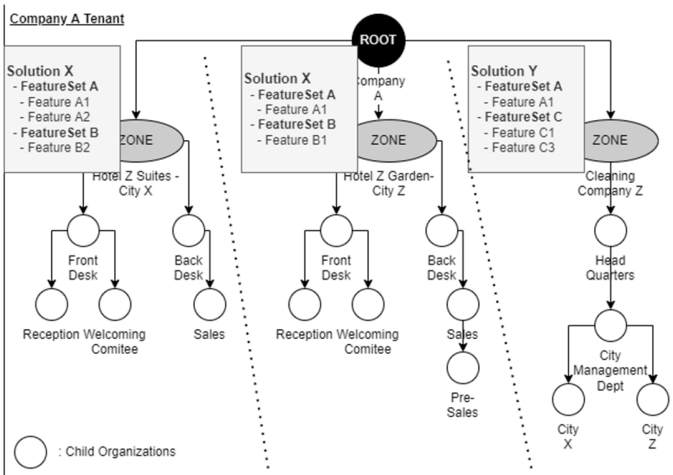 Company A Tenant
ROOT
Company
A
Solution X
- FeatureSet A
- Feature A1
- Feature A2
- FeatureSet B
- Feature B2
ZONE
Hotel Z Suites -
City X
Front
Desk
Back
Desk
Reception
Welcoming
Comitee
Sales
Solution X
- FeatureSet A
- Feature A1
- FeatureSet B
- Feature B1
ZONE
Hotel Z Garden-
City Z
Front
Desk
Back
Desk
Reception
Welcoming
Comitee
Sales
Pre-
Sales
Solution Y
- FeatureSet A
- Feature A1
- FeatureSet C
- Feature C1
- Feature C3
ZONE
Cleaning
Company Z
Head
Quarters
City
Management
Dept
City
X
City
Z
: Child Organizations